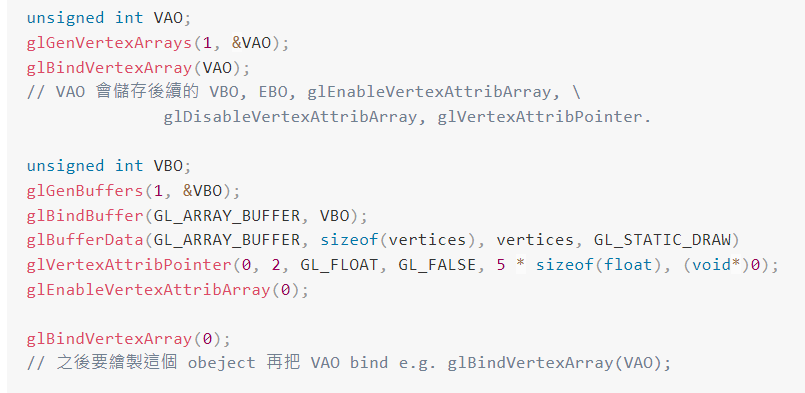 unsigned int VAO;
glGenVertexArrays(1, &VAO);
glBindVertexArray(VAO);
// VAO 會儲存後續的 VBO, EBO, glEnableVertexAttribArray, \
glDisableVertexAttribArray, glVertexAttribPointer.
unsigned int VBO;
glGenBuffers(1, &VBO);
glBindBuffer(GL_ARRAY_BUFFER, VBO);
glBufferData(GL_ARRAY_BUFFER, sizeof(vertices), vertices, GL_STATIC_DRAW)
glVertexAttribPointer(0, 2, GL_FLOAT, GL_FALSE, 5 * sizeof(float), (void*)0);
glEnableVertexAttribArray(0);
glBindVertexArray(0);
// 之後要繪製這個 obeject 再把 VAO bind e.g. glBindVertexArray(VAO);